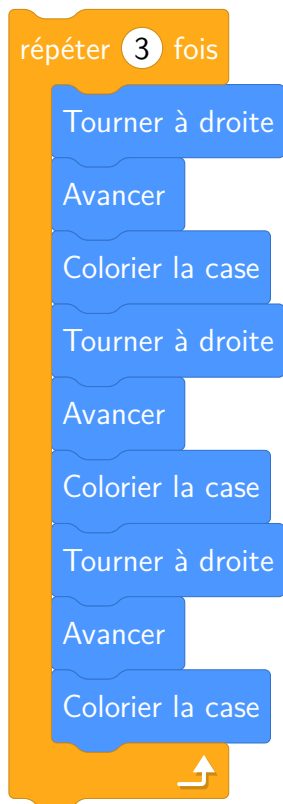 répéter 3 fois
Tourner à droite
Avancer
Colorier la case
Tourner à droite
Avancer
Colorier la case
Tourner à droite
Avancer
Colorier la case